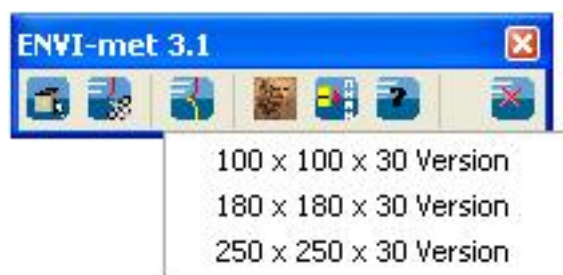 ENVI-met 3.1
?
100 x 100 x 30 Version
180 x 180 x 30 Version
250 x 250 x 30 Version